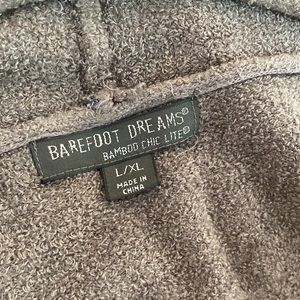 BAREFOOT DREAMS®
BAMBOO CHIC LITE®
L/XL
MADE IN
CHINA